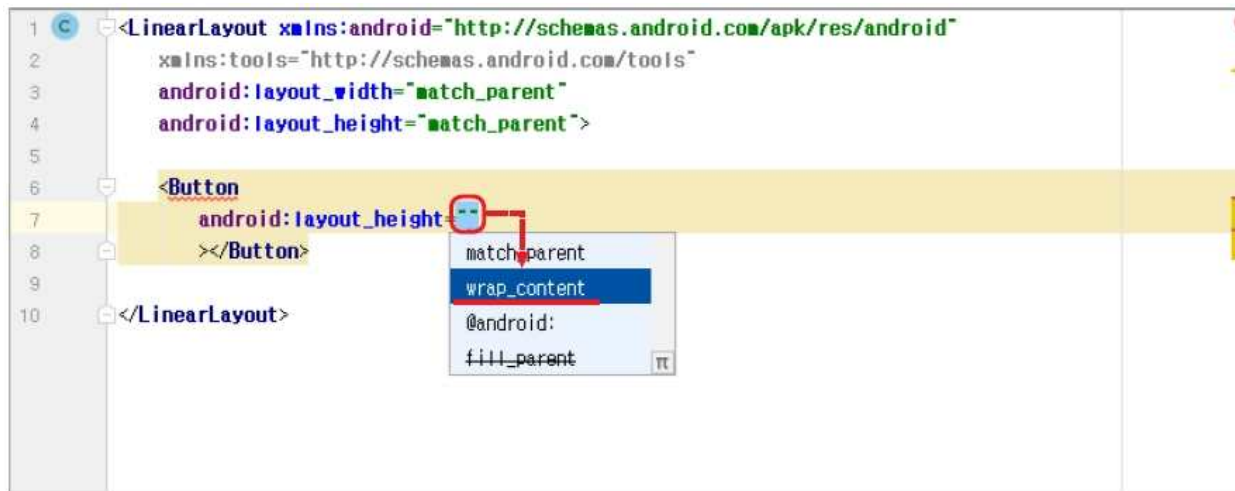 1 C <LinearLayout xmlns:android="http://schemas.android.com/apk/res/android"
2 xmlns:tools="http://schemas.android.com/tools"
3 android:layout_width="match_parent"
4 android:layout_height="match_parent">
5
6 <Button
7 android:layout_height=""
8 ></Button>
match_parent
9
wrap_content
10 </LinearLayout>
@android:
fill_parent
π